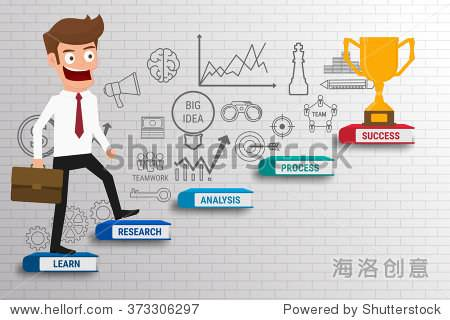 BIG
IDEA
TEAM
SUCCESS
TEAMWORK
PROCESS
ANALYSIS
RESEARCH
LEARN
海洛创意
www.hellorf.com · 373306297
Powered by Shutterstock